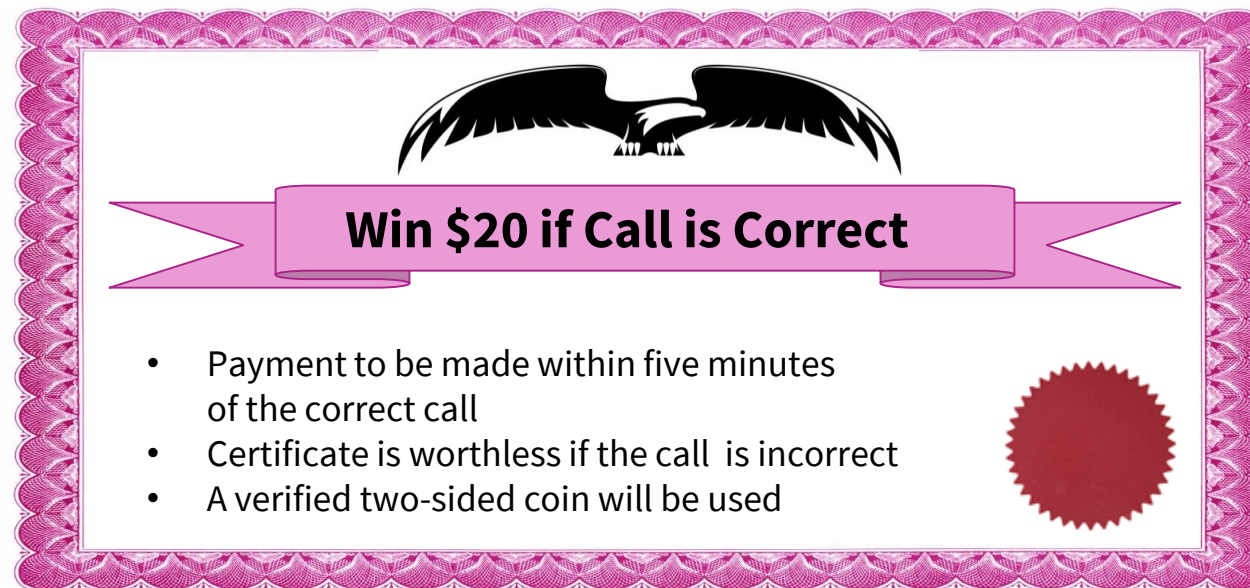 Win $20 if Call is Correct
• Payment to be made within five minutes
of the correct call
• Certificate is worthless if the call  is incorrect
• A verified two-sided coin will be used